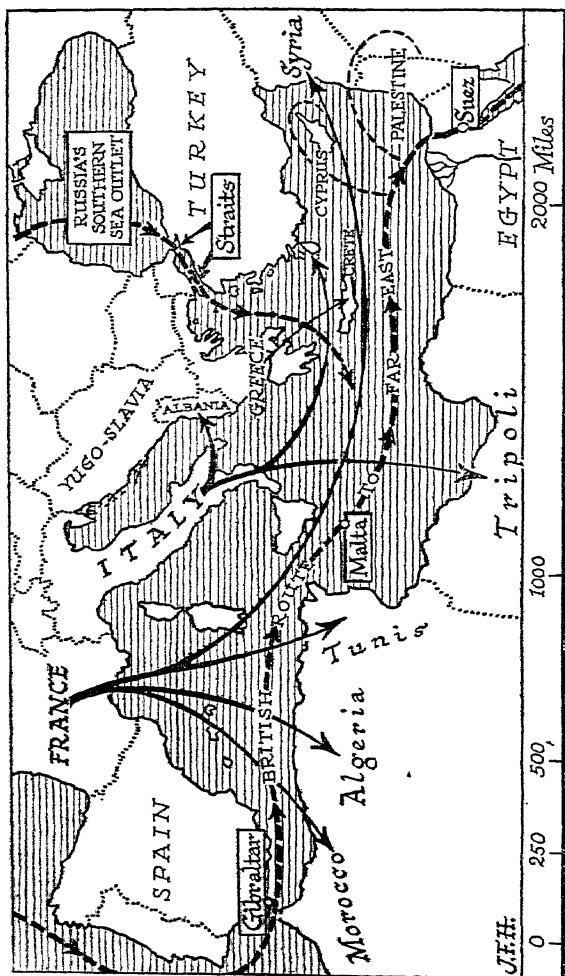 RUSSIA'S
SOUTHERN
SEA OUTLET
TURKEY
Straits
Syria
CYPRUS
PALESTINE
Suez
EGYPT
YUGO-SLAVIA
ALBANIA
GREECE
CRETE
ITALY
FRANCE
SPAIN
Gibraltar
BRITISH ROUTE TO FAR EAST
Malta
Morocco
Algeria
Tunis
Tripoli
J.F.H.
0 250 500 1000 2000 Miles